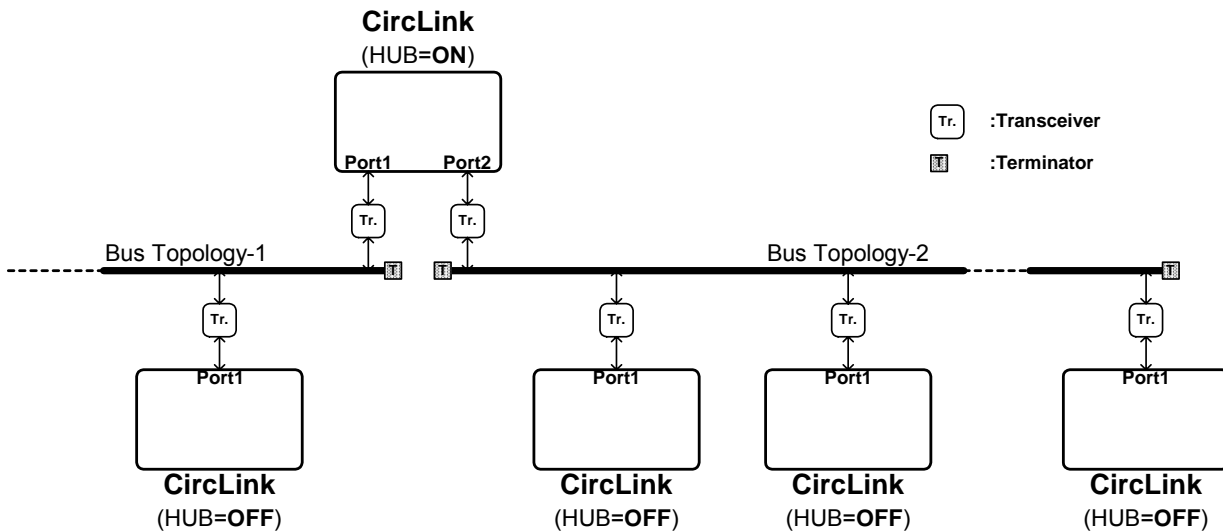 CircLink
(HUB=ON)
Port1 Port2
Tr. :Transceiver
T :Terminator
Tr. Tr.
Bus Topology-1 Bus Topology-2
T T T
Tr. Tr. Tr. Tr.
Port1 Port1 Port1 Port1
CircLink CircLink CircLink CircLink
(HUB=OFF) (HUB=OFF) (HUB=OFF) (HUB=OFF)